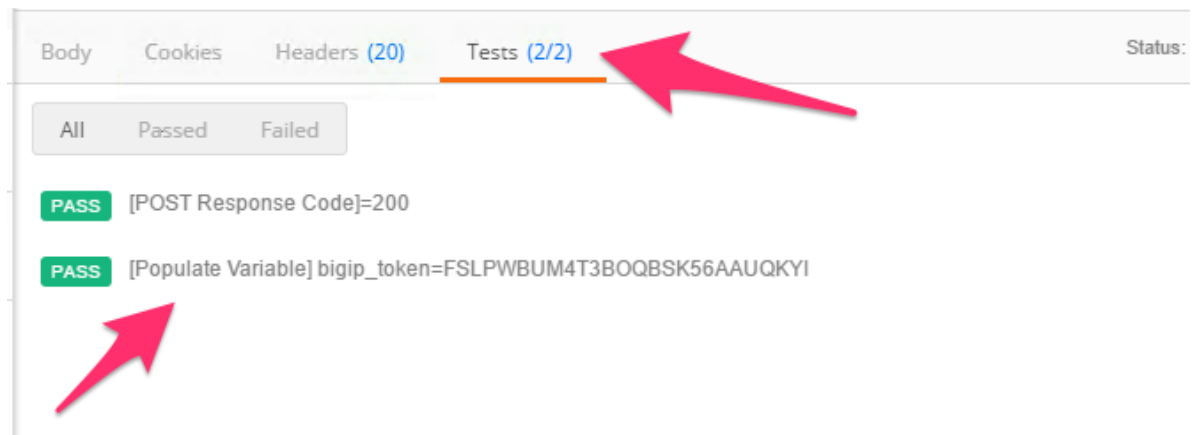 Body Cookies Headers (20) Tests (2/2) Status:
All Passed Failed
PASS [POST Response Code]=200
PASS [Populate Variable] bigip_token=FSLPWBUM4T3BOQBSK56AAUQKYI